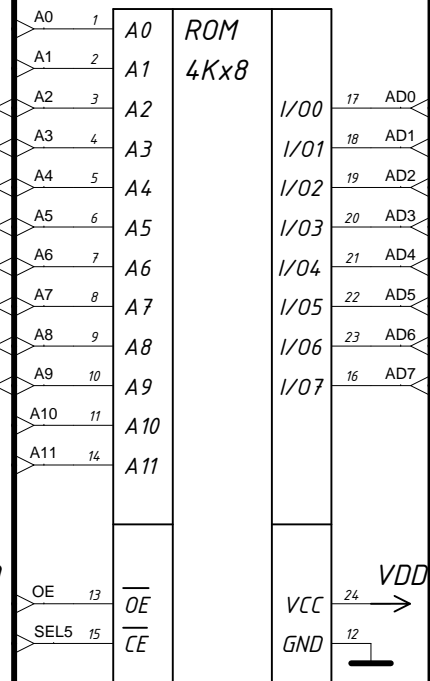 A0 1 A0 ROM
A1 2 A1 4Kx8
A2 3 A2 I/O0 17 AD0
A3 4 A3 I/O1 18 AD1
A4 5 A4 I/O2 19 AD2
A5 6 A5 I/O3 20 AD3
A6 7 A6 I/O4 21 AD4
A7 8 A7 I/O5 22 AD5
A8 9 A8 I/O6 23 AD6
A9 10 A9 I/O7 16 AD7
A10 11 A10
A11 14 A11
OE 13 OE VCC 24 VDD
SEL5 15 CE GND 12